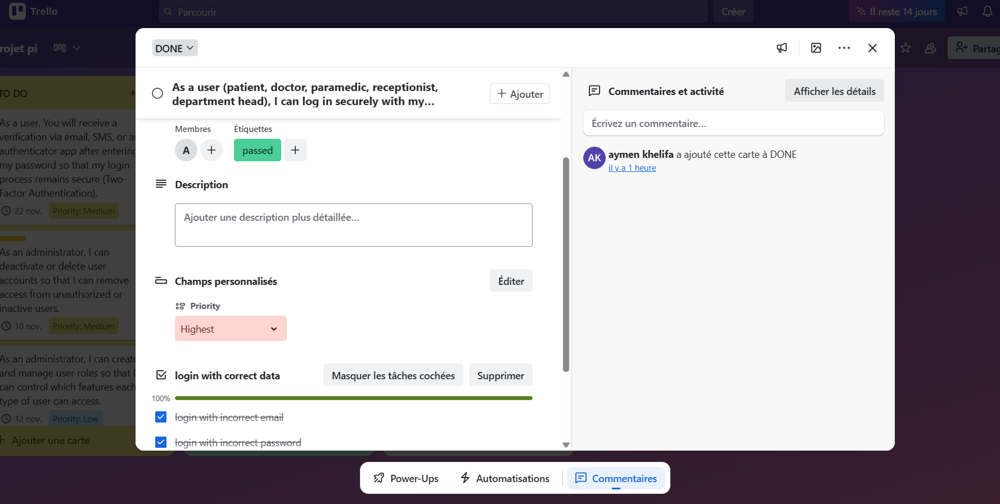 Trello
Parcourir
Créer
Il reste 14 jours
rojet pi
Partag
TO DO
As a user, You will receive a
verification via email, SMS, or an
authenticator app after entering
my password so that my login
process remains secure (Two-
Factor Authentication).
22 nov.
Priority: Medium
As an administrator, I can
deactivate or delete user
accounts so that I can remove
access from unauthorized or
inactive users.
10 nov.
Priority: Medium
As an administrator, I can create
and manage user roles so that I
can control which features each
type of user can access.
12 nov.
Priority: Low
Ajouter une carte
DONE
As a user (patient, doctor, paramedic, receptionist,
department head), I can log in securely with my...
Ajouter
Membres
Étiquettes
A
passed
Description
Ajouter une description plus détaillée…
Champs personnalisés
Éditer
Priority
Highest
login with correct data
Masquer les tâches cochées
Supprimer
100%
login with incorrect email
login with incorrect password
Commentaires et activité
Afficher les détails
Écrivez un commentaire…
AK
aymen khelifa a ajouté cette carte à DONE
il y a 1 heure
Power-Ups
Automatisations
Commentaires